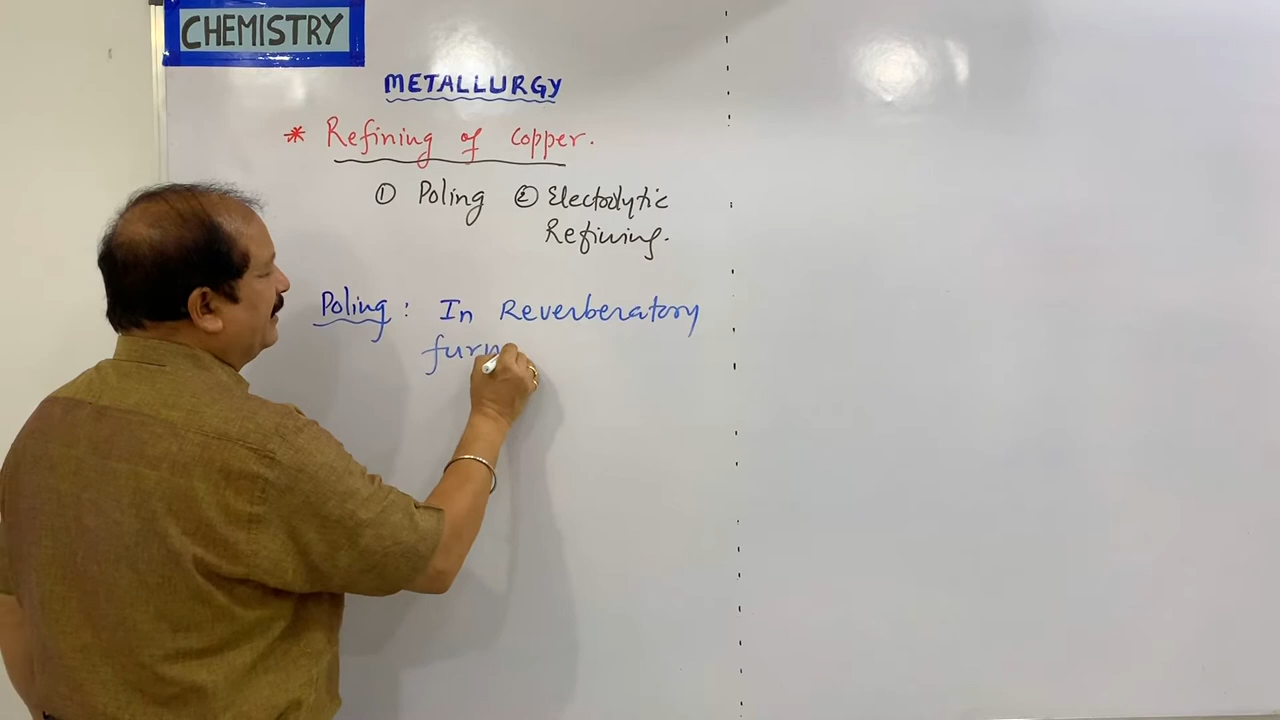 CHEMISTRY
METALLURGY
* Refining of Copper.
① Poling ② Electrolytic
Refining.
Poling : In Reverberatory
furn